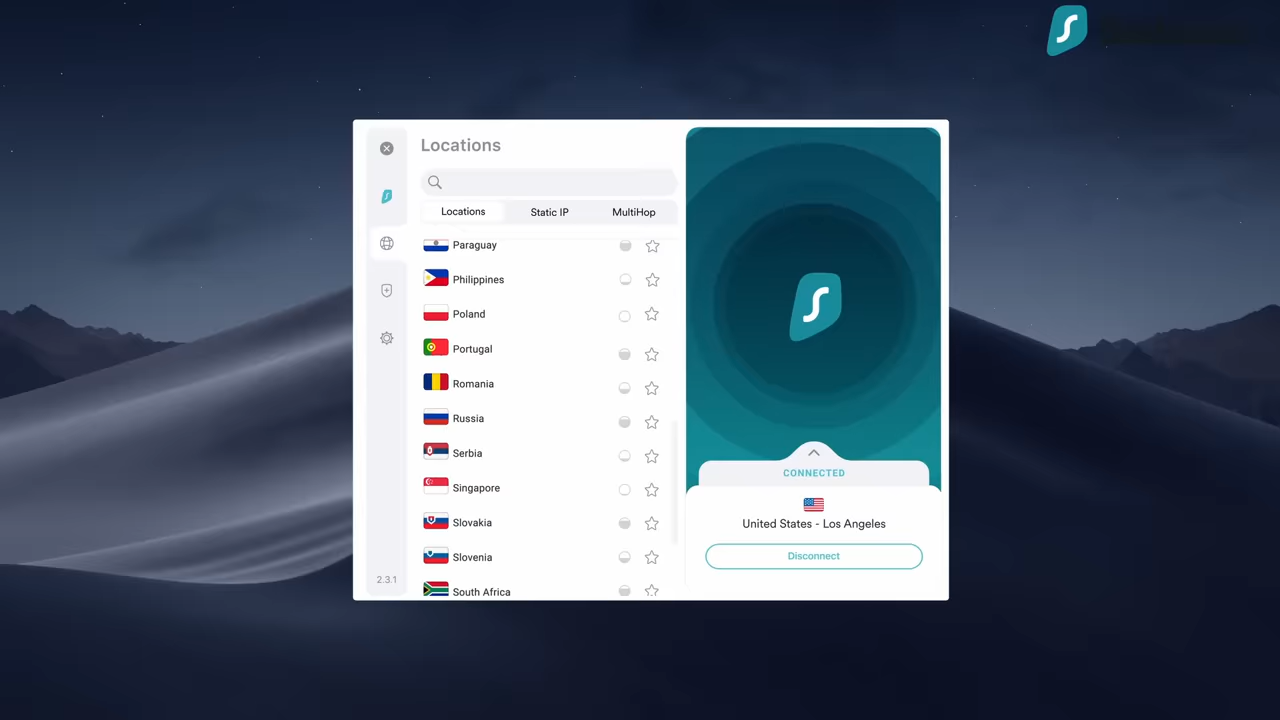 Locations
Locations Static IP MultiHop
Paraguay
Philippines
Poland
Portugal
Romania
Russia
Serbia
Singapore
Slovakia
Slovenia
South Africa
2.3.1
CONNECTED
United States - Los Angeles
Disconnect